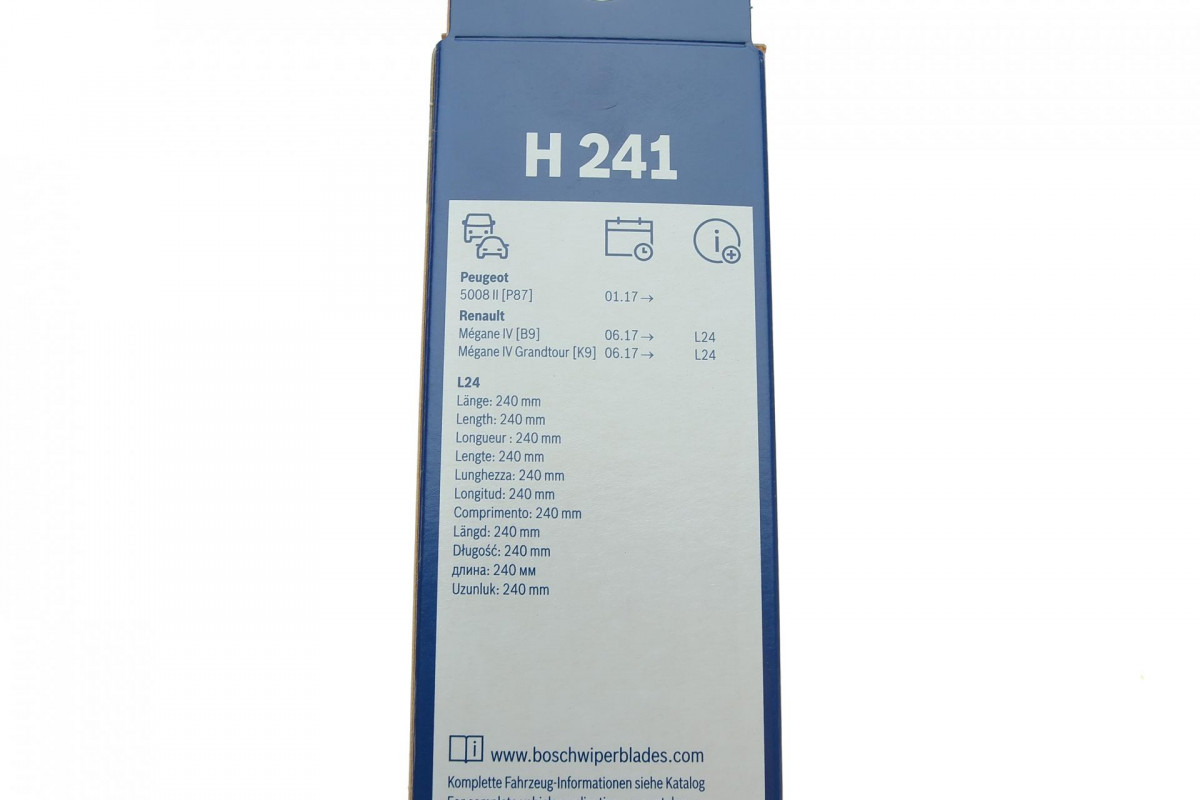 H 241
Peugeot
5008 II [P87] 01.17 →
Renault
Mégane IV [B9] 06.17 → L24
Mégane IV Grandtour [K9] 06.17 → L24
L24
Länge: 240 mm
Length: 240 mm
Longueur : 240 mm
Lengte: 240 mm
Lunghezza: 240 mm
Longitud: 240 mm
Comprimento: 240 mm
Längd: 240 mm
Długość: 240 mm
длина: 240 мм
Uzunluk: 240 mm
www.boschwiperblades.com
Komplette Fahrzeug-Informationen siehe Katalog
For complete vehicle